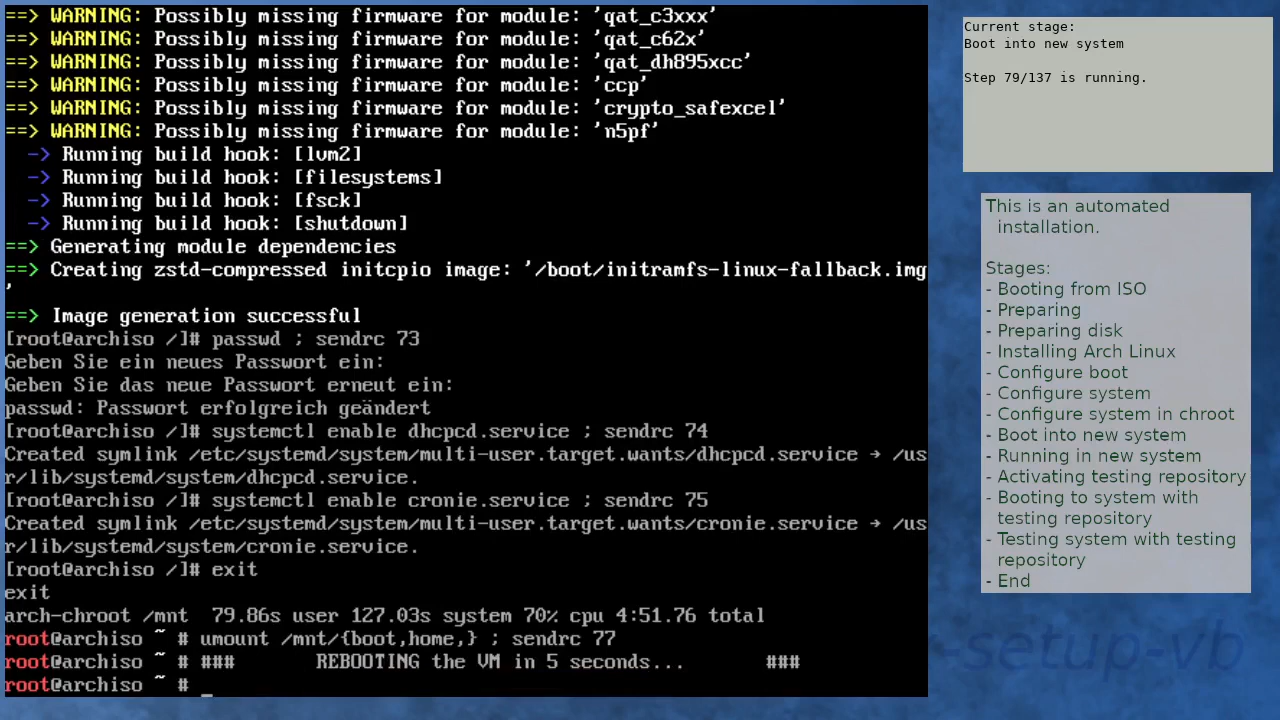 ==> WARNING: Possibly missing firmware for module: 'qat_c3xxx'
==> WARNING: Possibly missing firmware for module: 'qat_c62x'
==> WARNING: Possibly missing firmware for module: 'qat_dh895xcc'
==> WARNING: Possibly missing firmware for module: 'ccp'
==> WARNING: Possibly missing firmware for module: 'crypto_safexcel'
==> WARNING: Possibly missing firmware for module: 'n5pf'
  -> Running build hook: [lvm2]
  -> Running build hook: [filesystems]
  -> Running build hook: [fsck]
  -> Running build hook: [shutdown]
==> Generating module dependencies
==> Creating zstd-compressed initcpio image: '/boot/initramfs-linux-fallback.img
'
==> Image generation successful
[root@archiso /]# passwd ; sendrc 73
Geben Sie ein neues Passwort ein:
Geben Sie das neue Passwort erneut ein:
passwd: Passwort erfolgreich geändert
[root@archiso /]# systemctl enable dhcpcd.service ; sendrc 74
Created symlink /etc/systemd/system/multi-user.target.wants/dhcpcd.service → /us
r/lib/systemd/system/dhcpcd.service.
[root@archiso /]# systemctl enable cronie.service ; sendrc 75
Created symlink /etc/systemd/system/multi-user.target.wants/cronie.service → /us
r/lib/systemd/system/cronie.service.
[root@archiso /]# exit
exit
arch-chroot /mnt  79.86s user 127.03s system 70% cpu 4:51.76 total
root@archiso ~ # umount /mnt/{boot,home,} ; sendrc 77
root@archiso ~ # ###       REBOOTING the VM in 5 seconds...       ###
root@archiso ~ #
Current stage:
Boot into new system
Step 79/137 is running.
This is an automated
installation.
Stages:
- Booting from ISO
- Preparing
- Preparing disk
- Installing Arch Linux
- Configure boot
- Configure system
- Configure system in chroot
- Boot into new system
- Running in new system
- Activating testing repository
- Booting to system with
testing repository
- Testing system with testing
repository
- End
-setup-vb